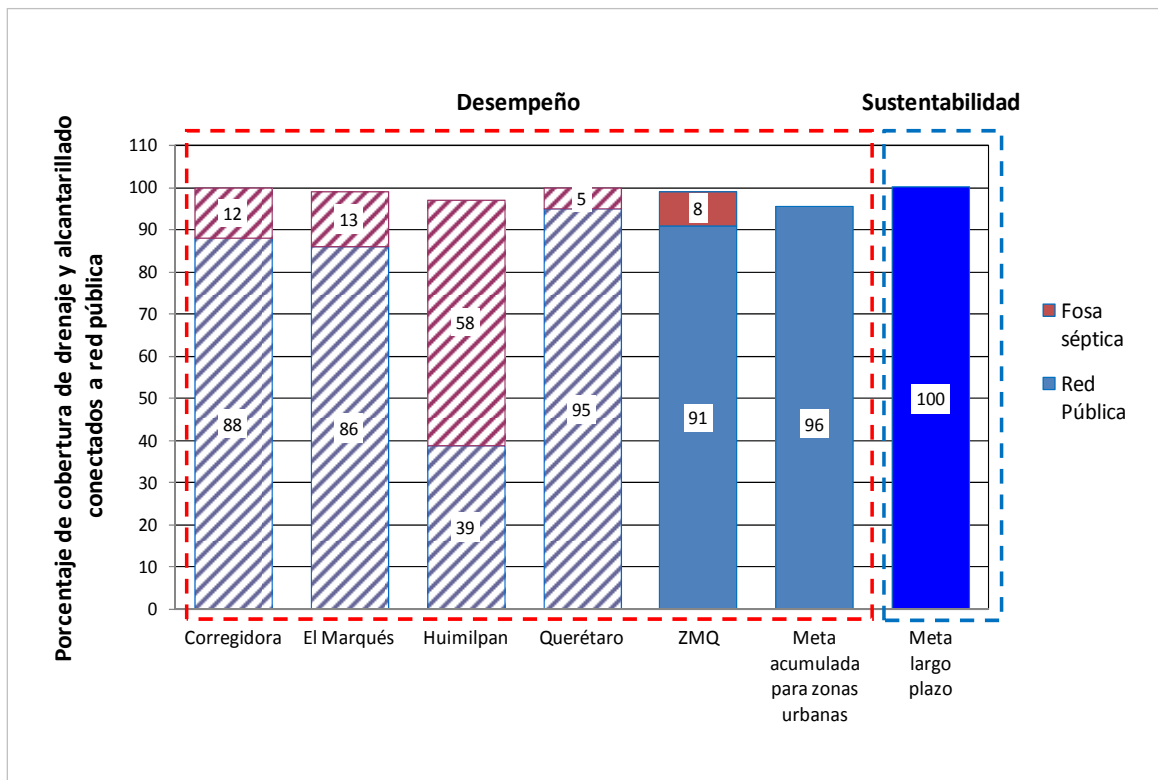 Desempeño
Sustentabilidad
Porcentaje de cobertura de drenaje y alcantarillado
conectados a red pública
110
100
90
80
70
60
50
40
30
20
10
0
12
88
13
86
58
39
5
95
8
91
96
100
Corregidora
El Marqués
Huimilpan
Querétaro
ZMQ
Meta
acumulada
para zonas
urbanas
Meta
largo
plazo
Fosa
séptica
Red
Pública